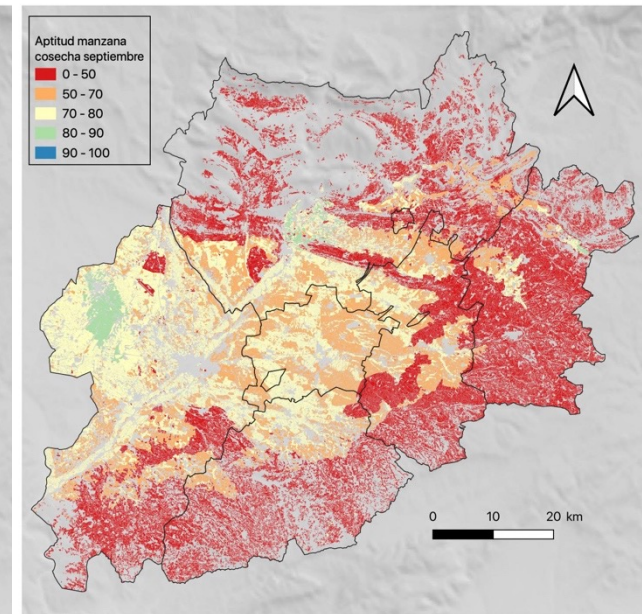 Aptitud manzana
cosecha septiembre
0 - 50
50 - 70
70 - 80
80 - 90
90 - 100
0 10 20 km